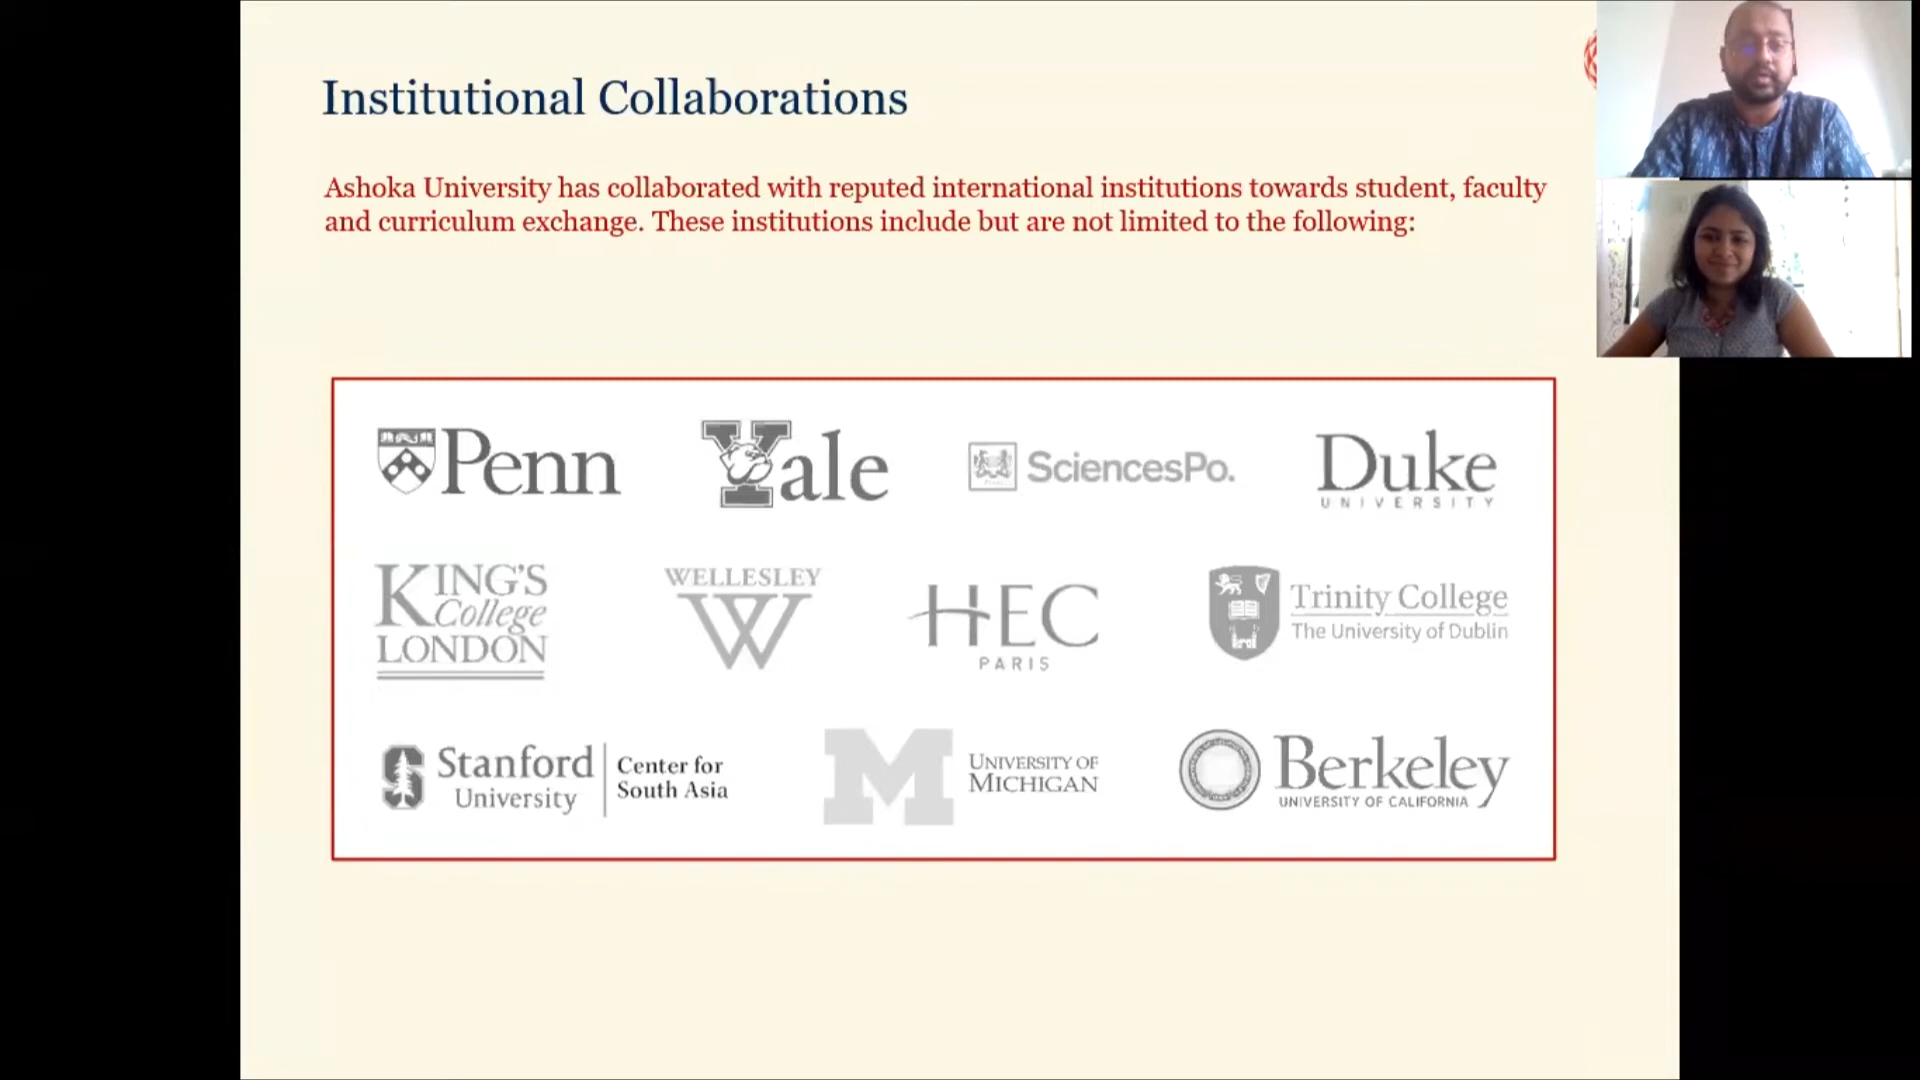 Institutional Collaborations
Ashoka University has collaborated with reputed international institutions towards student, faculty
and curriculum exchange. These institutions include but are not limited to the following:
Penn
Yale
SciencesPo.
Duke
UNIVERSITY
KING'S
College
LONDON
WELLESLEY
W
HEC
PARIS
Trinity College
The University of Dublin
S
Stanford
University
Center for
South Asia
M
UNIVERSITY OF
MICHIGAN
Berkeley
UNIVERSITY OF CALIFORNIA